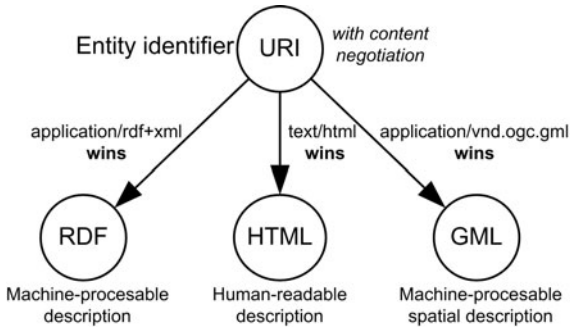 Entity identifier
URI
with content
negotiation
application/rdf+xml
wins
text/html
wins
application/vnd.ogc.gml
wins
RDF
HTML
GML
Machine-procesable
description
Human-readable
description
Machine-procesable
spatial description